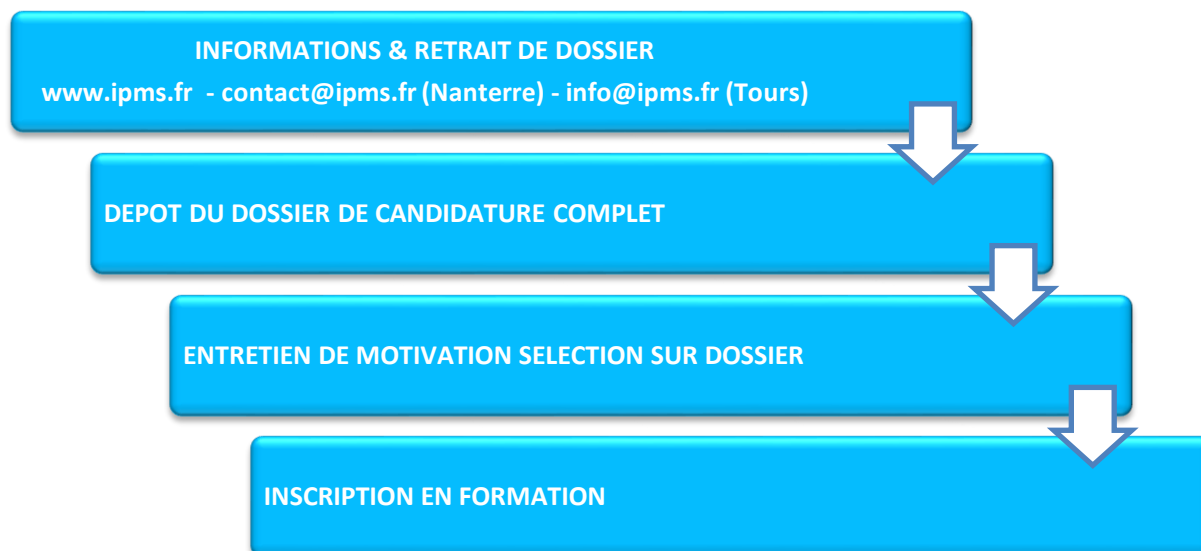 INFORMATIONS & RETRAIT DE DOSSIER
www.ipms.fr - contact@ipms.fr (Nanterre) - info@ipms.fr (Tours)
DEPOT DU DOSSIER DE CANDIDATURE COMPLET
ENTRETIEN DE MOTIVATION SELECTION SUR DOSSIER
INSCRIPTION EN FORMATION